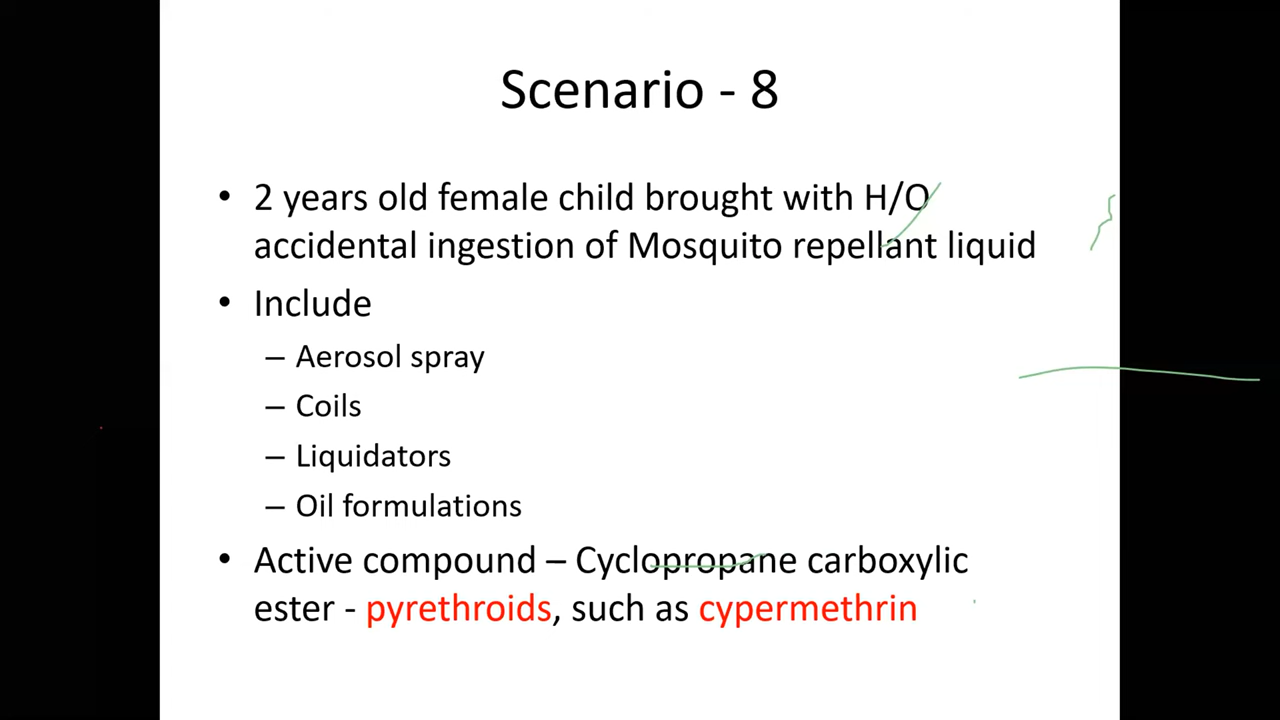 Scenario - 8
• 2 years old female child brought with H/O
accidental ingestion of Mosquito repellant liquid
• Include
– Aerosol spray
– Coils
– Liquidators
– Oil formulations
• Active compound – Cyclopropane carboxylic
ester - pyrethroids, such as cypermethrin